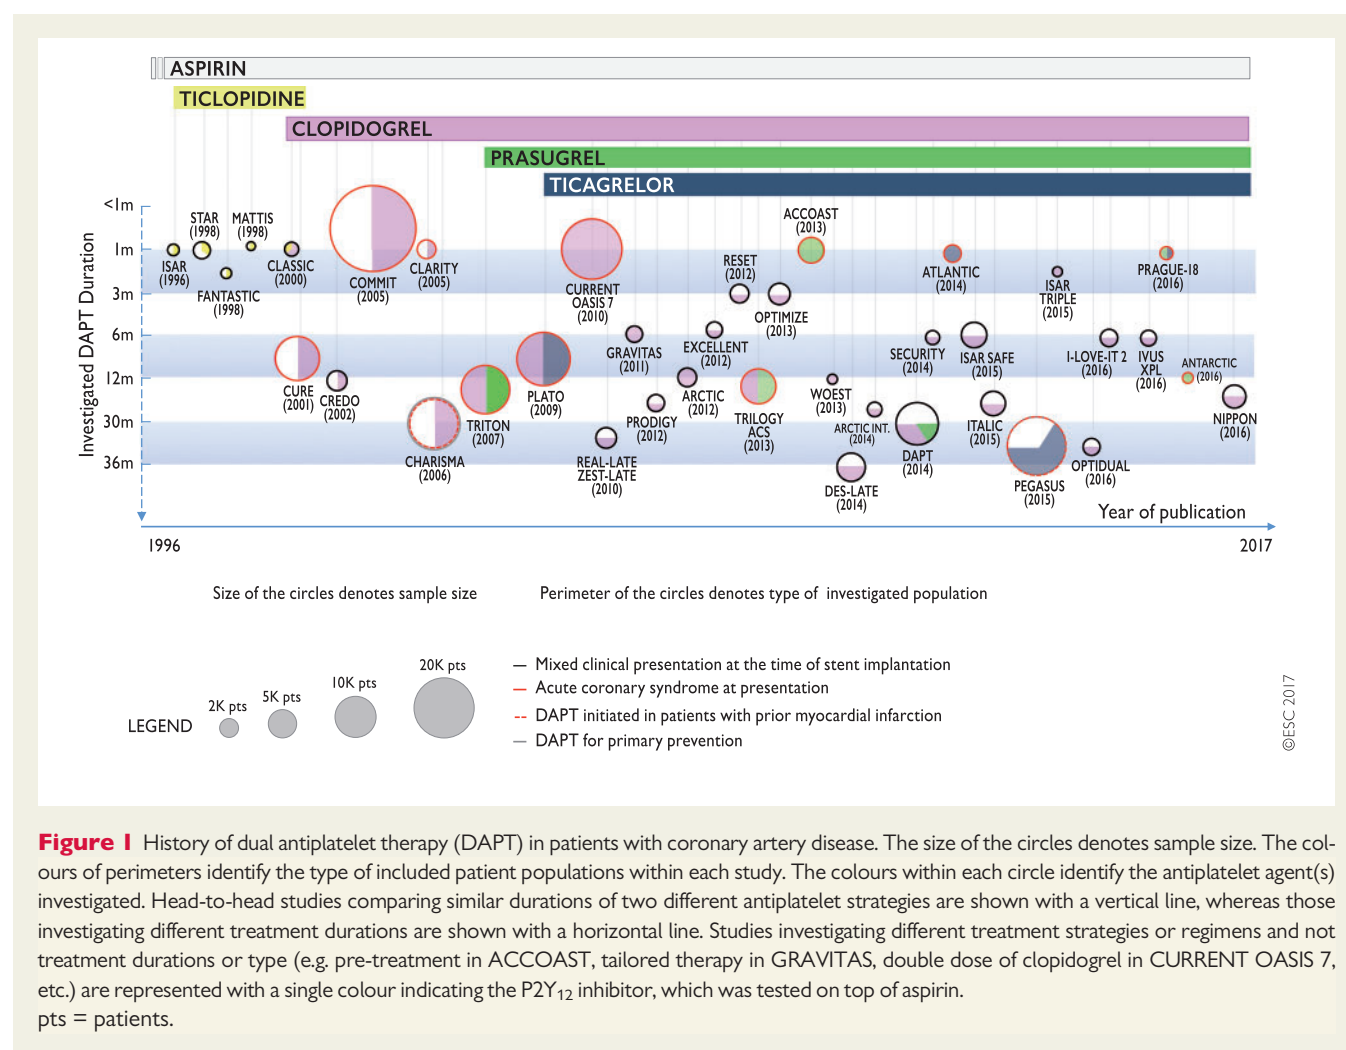 ASPIRIN
TICLOPIDINE
CLOPIDOGREL
PRASUGREL
TICAGRELOR
Investigated DAPT Duration
<1m
1m
3m
6m
12m
30m
36m
ISAR
(1996)
STAR
(1998)
FANTASTIC
(1998)
MATTIS
(1998)
CLASSIC
(2000)
COMMIT
(2005)
CLARITY
(2005)
CURE
(2001)
CREDO
(2002)
CHARISMA
(2006)
TRITON
(2007)
PLATO
(2009)
CURRENT
OASIS 7
(2010)
REAL-LATE
ZEST-LATE
(2010)
GRAVITAS
(2011)
PRODIGY
(2012)
ARCTIC
(2012)
EXCELLENT
(2012)
RESET
(2012)
OPTIMIZE
(2013)
TRILOGY
ACS
(2013)
ACCOAST
(2013)
WOEST
(2013)
DES-LATE
(2014)
ARCTIC INT.
(2014)
DAPT
(2014)
SECURITY
(2014)
ATLANTIC
(2014)
ISAR SAFE
(2015)
ITALIC
(2015)
PEGASUS
(2015)
ISAR
TRIPLE
(2015)
OPTIDUAL
(2016)
I-LOVE-IT 2
(2016)
IVUS
XPL
(2016)
PRAGUE-18
(2016)
ANTARCTIC
(2016)
NIPPON
(2016)
Year of publication
1996
2017
Size of the circles denotes sample size
Perimeter of the circles denotes type of investigated population
LEGEND
2K pts
5K pts
10K pts
20K pts
Mixed clinical presentation at the time of stent implantation
Acute coronary syndrome at presentation
DAPT initiated in patients with prior myocardial infarction
DAPT for primary prevention
©ESC 2017
Figure 1 History of dual antiplatelet therapy (DAPT) in patients with coronary artery disease. The size of the circles denotes sample size. The col-
ours of perimeters identify the type of included patient populations within each study. The colours within each circle identify the antiplatelet agent(s)
investigated. Head-to-head studies comparing similar durations of two different antiplatelet strategies are shown with a vertical line, whereas those
investigating different treatment durations are shown with a horizontal line. Studies investigating different treatment strategies or regimens and not
treatment durations or type (e.g. pre-treatment in ACCOAST, tailored therapy in GRAVITAS, double dose of clopidogrel in CURRENT OASIS 7,
etc.) are represented with a single colour indicating the P2Y12 inhibitor, which was tested on top of aspirin.
pts = patients.